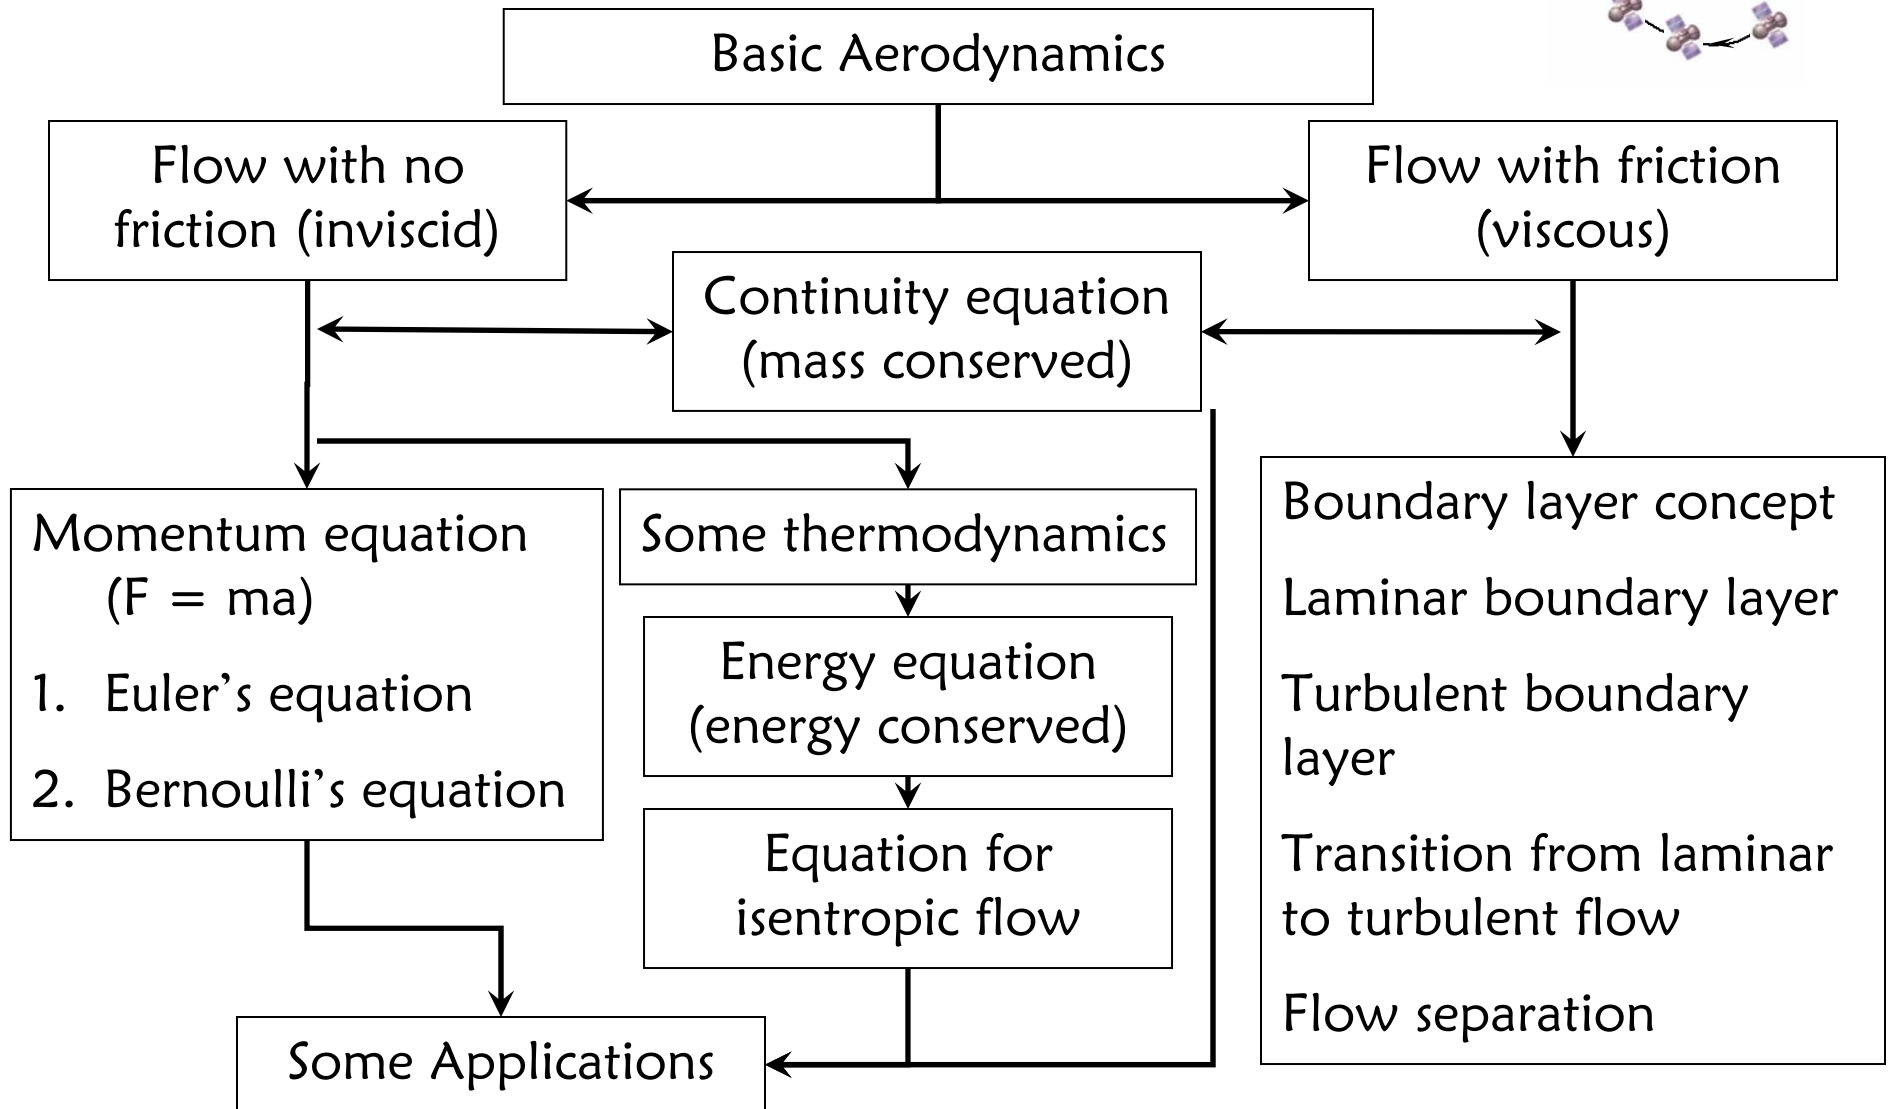 Basic Aerodynamics
Flow with no
friction (inviscid)
Flow with friction
(viscous)
Continuity equation
(mass conserved)
Momentum equation
(F = ma)
1. Euler’s equation
2. Bernoulli’s equation
Some thermodynamics
Energy equation
(energy conserved)
Equation for
isentropic flow
Boundary layer concept
Laminar boundary layer
Turbulent boundary
layer
Transition from laminar
to turbulent flow
Flow separation
Some Applications